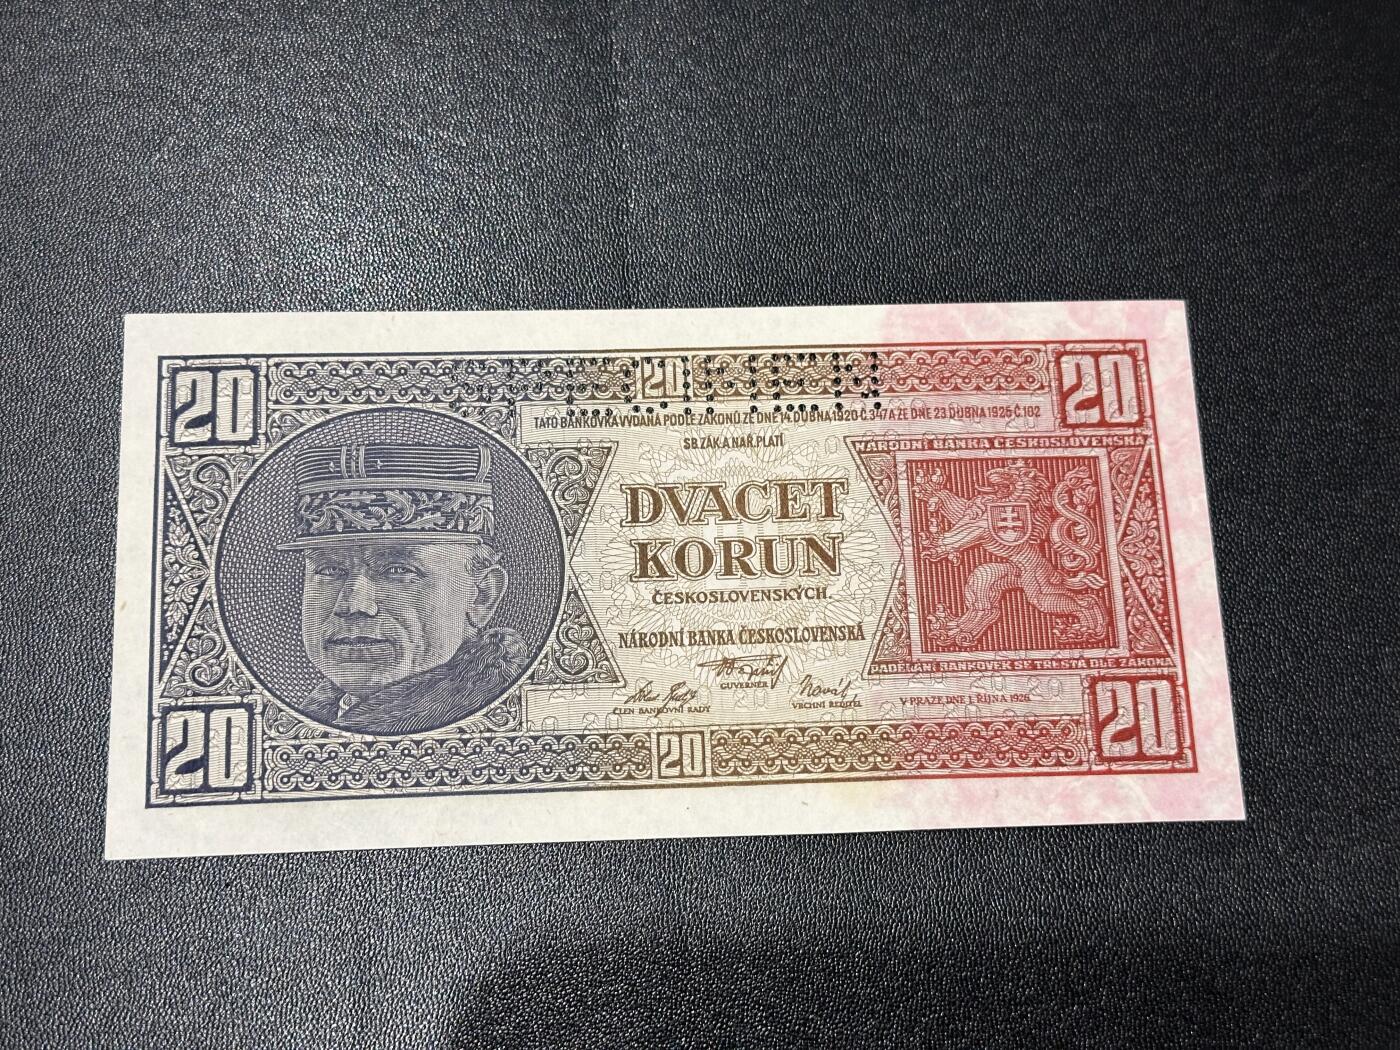 20
20
20
TATO BANKOVKA VYDANÁ PODLE ZÁKONŮ ZE DNE 14. DUBNA 1920 Č. 347 A ZE DNE 23. DUBNA 1925 Č. 102
SB. ZÁK. A NAŘ. PLATÍ
NÁRODNÍ BANKA ČESKOSLOVENSKÁ
DVACET
KORUN
ČESKOSLOVENSKÝCH.
NÁRODNÍ BANKA ČESKOSLOVENSKÁ
PADĚLÁNÍ BANKOVEK SE TRESTÁ DLE ZÁKONA
GUVERNÉR
ČLEN BANKOVNÍ RADY
VRCHNÍ ŘEDITEL
V PRAZE, DNE 1. ŘÍJNA 1926.
20
20
20